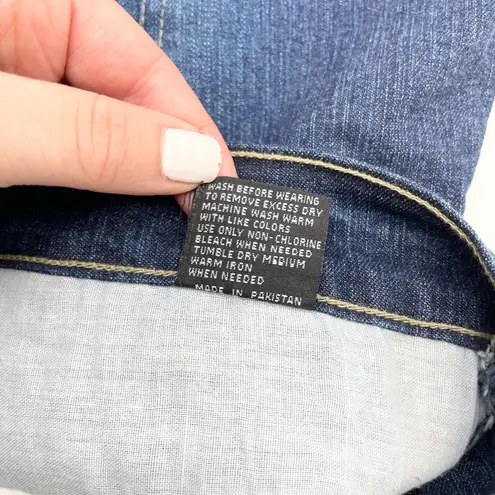 WASH BEFORE WEARING
TO REMOVE EXCESS DRY
MACHINE WASH WARM
WITH LIKE COLORS
USE ONLY NON-CHLORINE
BLEACH WHEN NEEDED
TUMBLE DRY MEDIUM
WARM IRON
WHEN NEEDED
MADE IN PAKISTAN